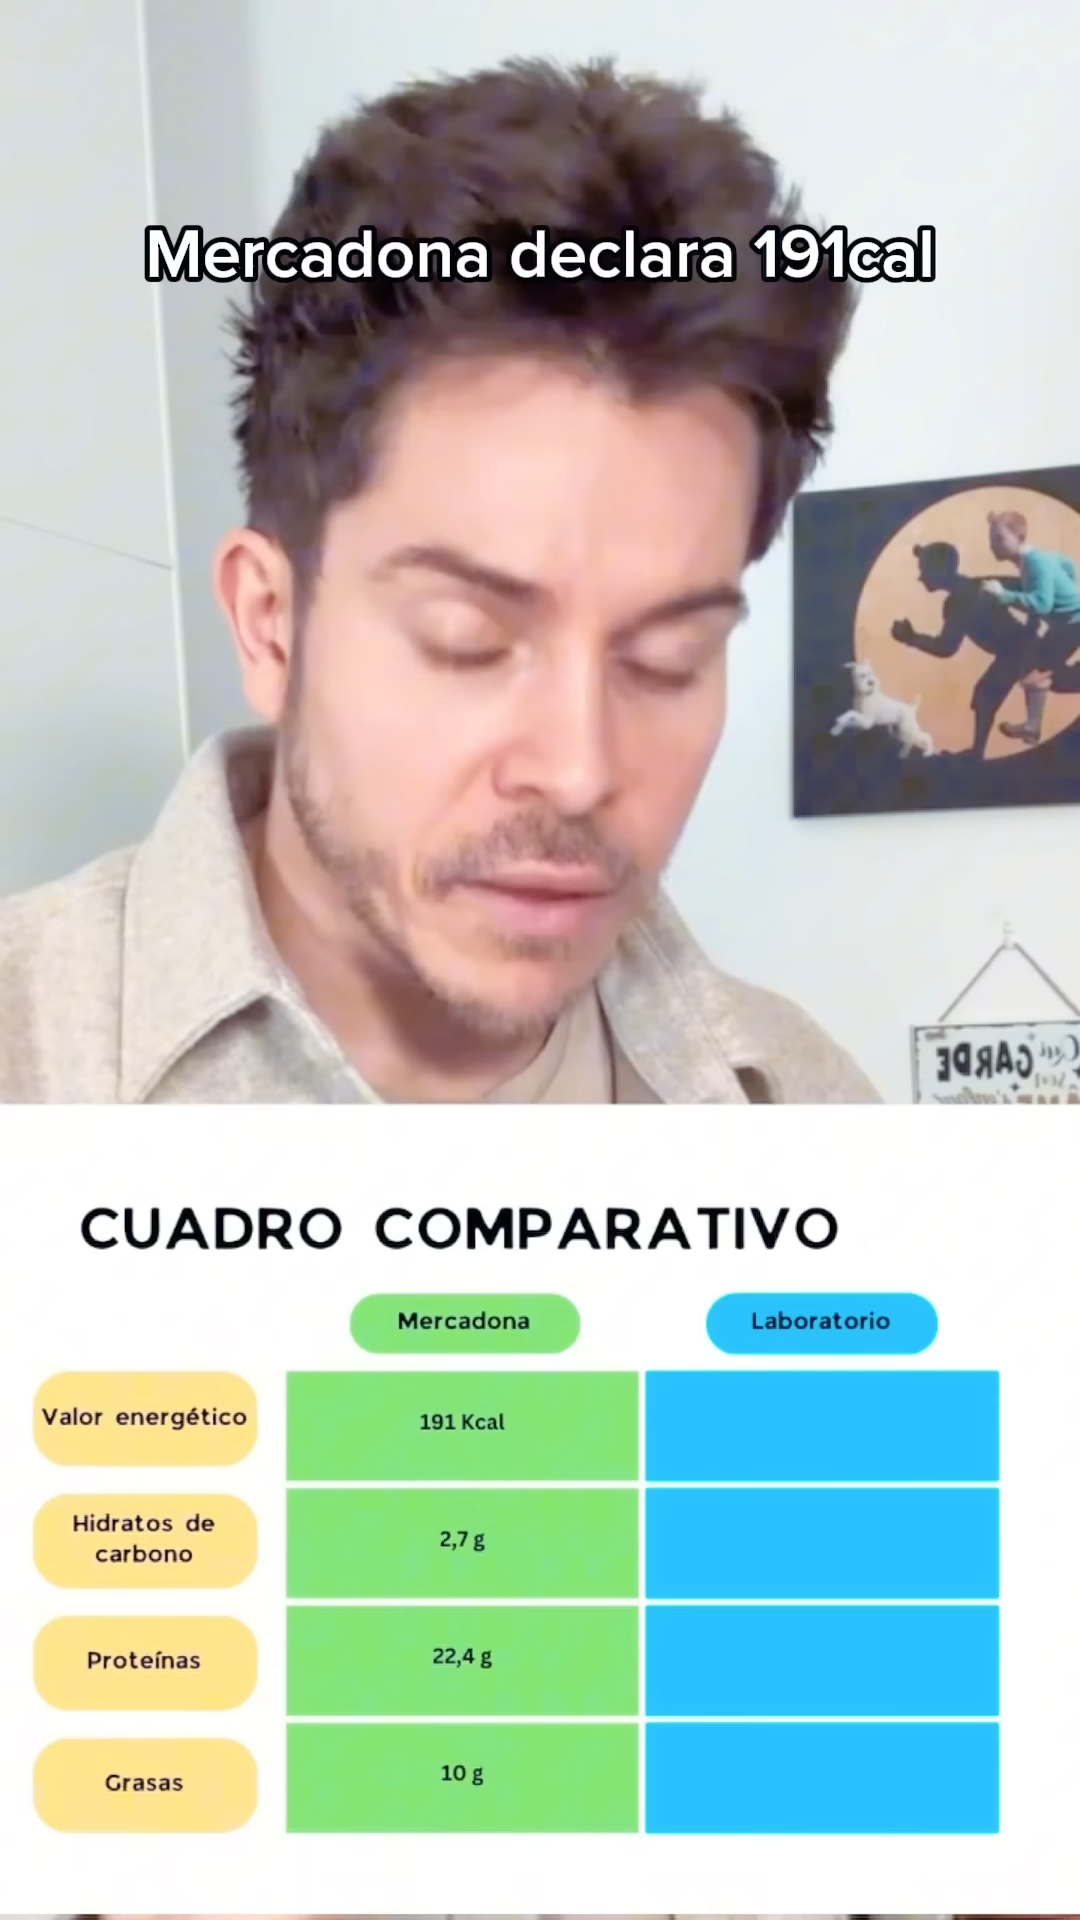 Mercadona declara 191cal
GARDE
CUADRO COMPARATIVO
Mercadona
Laboratorio
Valor energético
191 Kcal
Hidratos de
carbono
2,7 g
Proteínas
22,4 g
Grasas
10 g